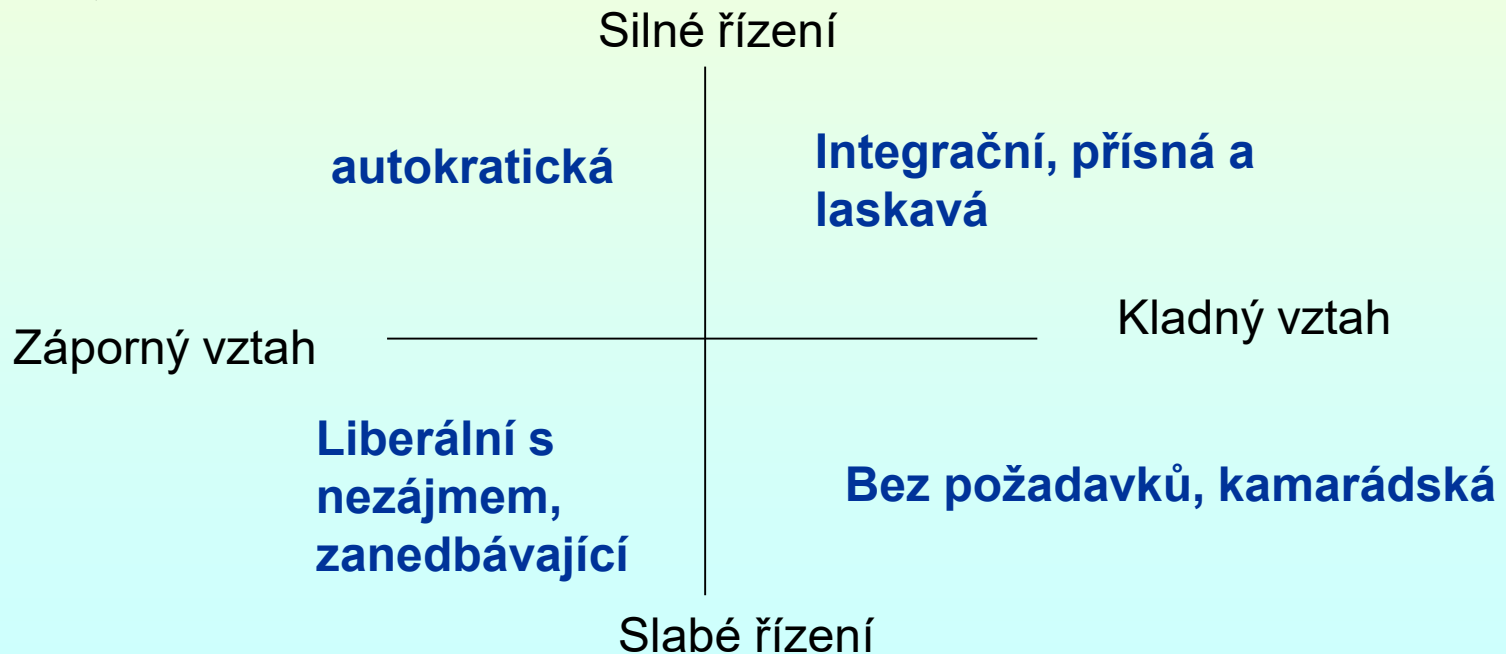 Silné řízení
autokratická
Integrační, přísná a
laskavá
Záporný vztah
Kladný vztah
Liberální s
nezájmem,
zanedbávající
Bez požadavků, kamarádská
Slabé řízení